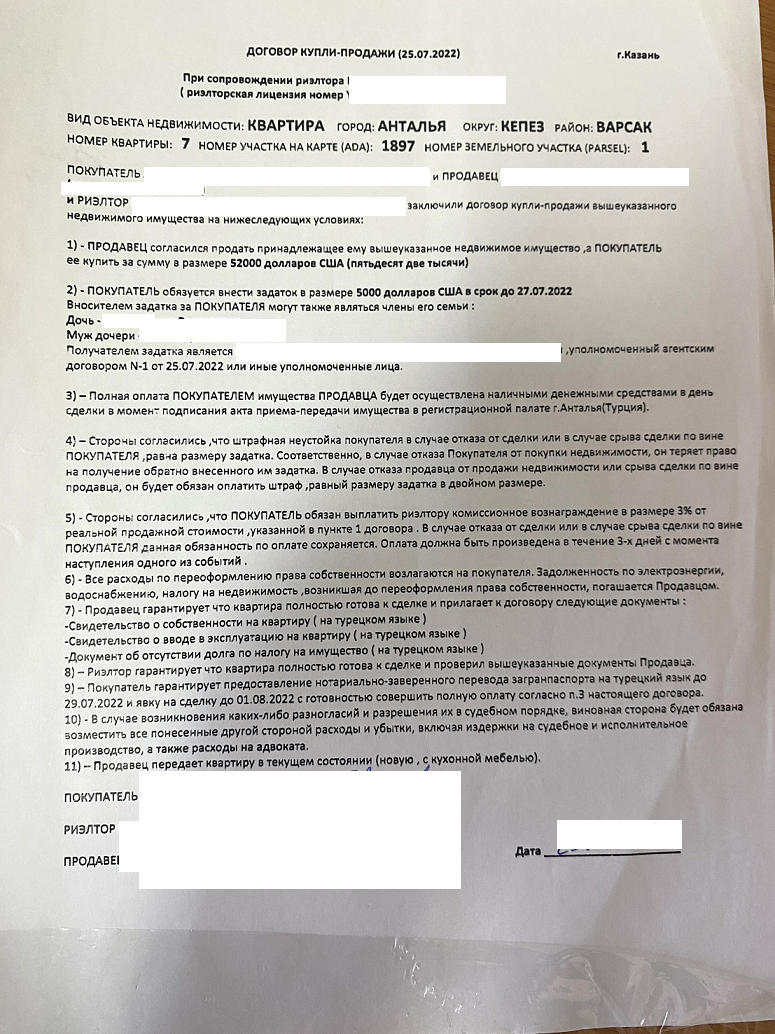 ДОГОВОР КУПЛИ-ПРОДАЖИ (25.07.2022) г.Казань
При сопровождении риэлтора
( риэлторская лицензия номер
ВИД ОБЪЕКТА НЕДВИЖИМОСТИ: КВАРТИРА ГОРОД: АНТАЛЬЯ ОКРУГ: КЕПЕЗ РАЙОН: ВАРСАК
НОМЕР КВАРТИРЫ: 7 НОМЕР УЧАСТКА НА КАРТЕ (ADA): 1897 НОМЕР ЗЕМЕЛЬНОГО УЧАСТКА (PARSEL): 1
ПОКУПАТЕЛЬ и ПРОДАВЕЦ
и РИЭЛТОР заключили договор купли-продажи вышеуказанного
недвижимого имущества на нижеследующих условиях:
1) - ПРОДАВЕЦ согласился продать принадлежащее ему вышеуказанное недвижимое имущество ,а ПОКУПАТЕЛЬ
ее купить за сумму в размере 52000 долларов США (пятьдесят две тысячи)
2) - ПОКУПАТЕЛЬ обязуется внести задаток в размере 5000 долларов США в срок до 27.07.2022
Вносителем задатка за ПОКУПАТЕЛЯ могут также являться члены его семьи :
Дочь -
Муж дочери -
Получателем задатка является ,уполномоченный агентским
договором N-1 от 25.07.2022 или иные уполномоченные лица.
3) – Полная оплата ПОКУПАТЕЛЕМ имущества ПРОДАВЦА будет осуществлена наличными денежными средствами в день
сделки в момент подписания акта приема-передачи имущества в регистрационной палате г.Анталья(Турция).
4) – Стороны согласились ,что штрафная неустойка покупателя в случае отказа от сделки или в случае срыва сделки по вине
ПОКУПАТЕЛЯ ,равна размеру задатка. Соответственно, в случае отказа Покупателя от покупки недвижимости, он теряет право
на получение обратно внесенного им задатка. В случае отказа продавца от продажи недвижимости или срыва сделки по вине
продавца, он будет обязан оплатить штраф ,равный размеру задатка в двойном размере.
5) - Стороны согласились ,что ПОКУПАТЕЛЬ обязан выплатить риэлтору комиссионное вознаграждение в размере 3% от
реальной продажной стоимости ,указанной в пункте 1 договора . В случае отказа от сделки или в случае срыва сделки по вине
ПОКУПАТЕЛЯ ,данная обязанность по оплате сохраняется. Оплата должна быть произведена в течение 3-х дней с момента
наступления одного из событий .
6) - Все расходы по переоформлению права собственности возлагаются на покупателя. Задолженность по электроэнергии,
водоснабжению, налогу на недвижимость ,возникшая до переоформления права собственности, погашается Продавцом.
7) - Продавец гарантирует что квартира полностью готова к сделке и прилагает к договору следующие документы :
-Свидетельство о собственности на квартиру ( на турецком языке )
-Свидетельство о вводе в эксплуатацию на квартиру ( на турецком языке )
-Документ об отсутствии долга по налогу на имущество ( на турецком языке )
8) – Риэлтор гарантирует что квартира полностью готова к сделке и проверил вышеуказанные документы Продавца.
9) – Покупатель гарантирует предоставление нотариально-заверенного перевода загранпаспорта на турецкий язык до
29.07.2022 и явку на сделку до 01.08.2022 с готовностью совершить полную оплату согласно п.3 настоящего договора.
10) - В случае возникновения каких-либо разногласий и разрешения их в судебном порядке, виновная сторона будет обязана
возместить все понесенные другой стороной расходы и убытки, включая издержки на судебное и исполнительное
производство, а также расходы на адвоката.
11) – Продавец передает квартиру в текущем состоянии (новую , с кухонной мебелью).
ПОКУПАТЕЛЬ
РИЭЛТОР
Дата